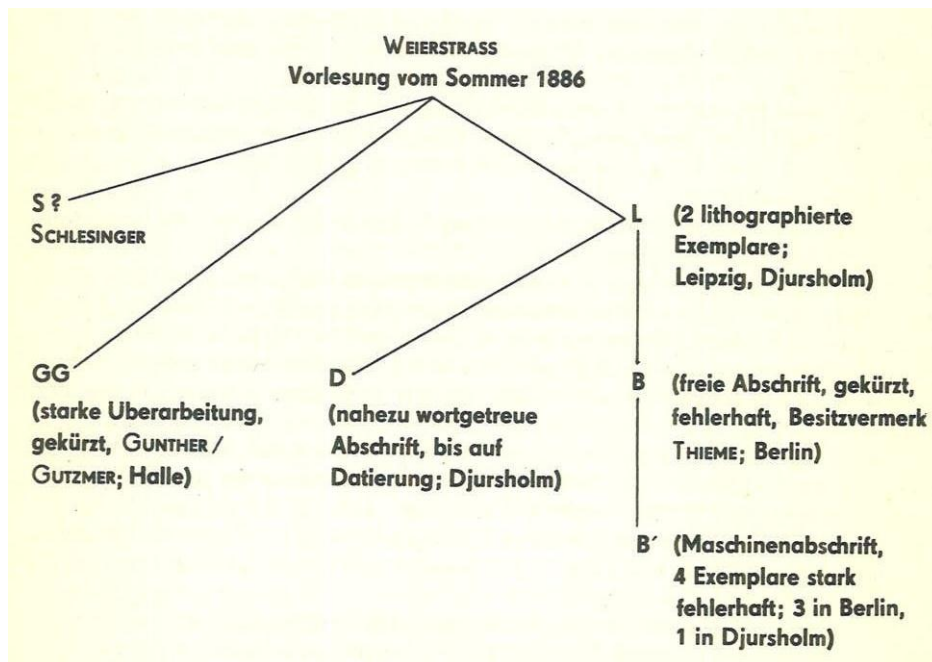 WEIERSTRASS
Vorlesung vom Sommer 1886
S ?
SCHLESINGER
L (2 lithographierte
Exemplare;
Leipzig, Djursholm)
GG
(starke Uberarbeitung,
gekürzt, GUNTHER /
GUTZMER; Halle)
D
(nahezu wortgetreue
Abschrift, bis auf
Datierung; Djursholm)
B (freie Abschrift, gekürzt,
fehlerhaft, Besitzvermerk
THIEME; Berlin)
B′ (Maschinenabschrift,
4 Exemplare stark
fehlerhaft; 3 in Berlin,
1 in Djursholm)